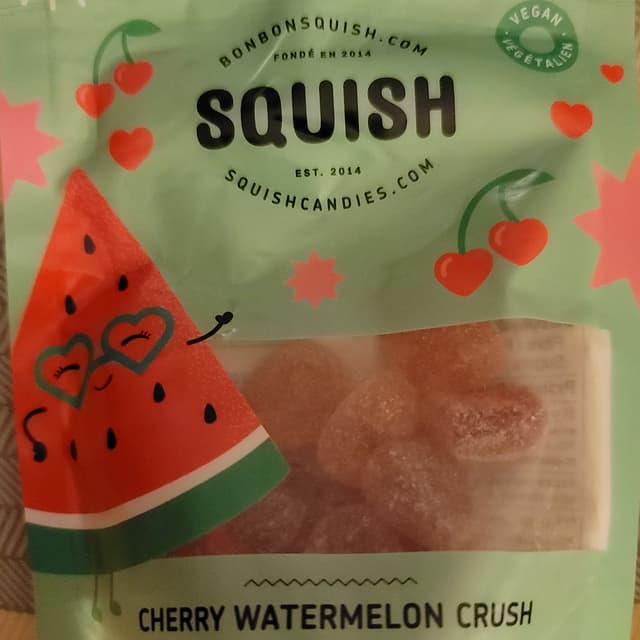 BONBONSQUISH.COM
FONDÉ EN 2014
VEGAN
VÉGÉTALIEN
SQUISH
EST. 2014
SQUISHCANDIES.COM
CHERRY WATERMELON CRUSH